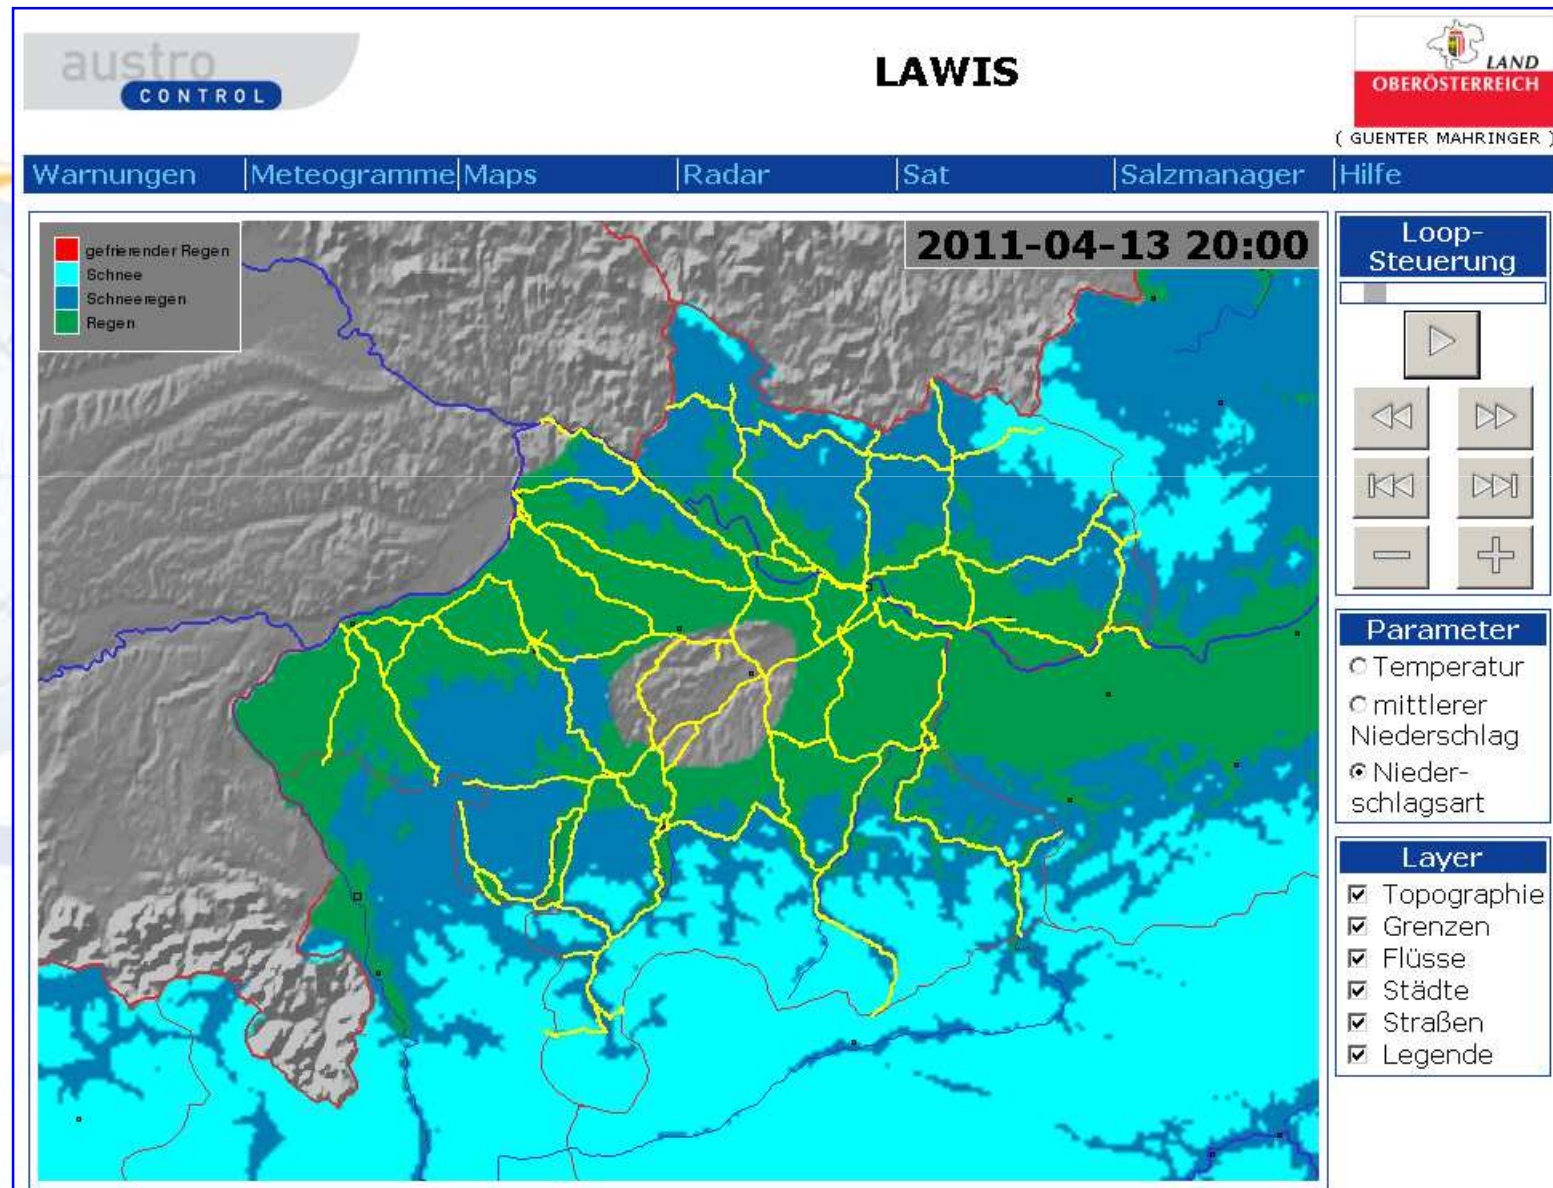 austro
CONTROL
LAWIS
LAND
OBERÖSTERREICH
( GUENTER MAHRINGER )
Warnungen
Meteogramme
Maps
Radar
Sat
Salzmanager
Hilfe
gefrierender Regen
Schnee
Schneeregen
Regen
2011-04-13 20:00
Loop-
Steuerung
Parameter
Temperatur
mittlerer
Niederschlag
Nieder-
schlagsart
Layer
Topographie
Grenzen
Flüsse
Städte
Straßen
Legende